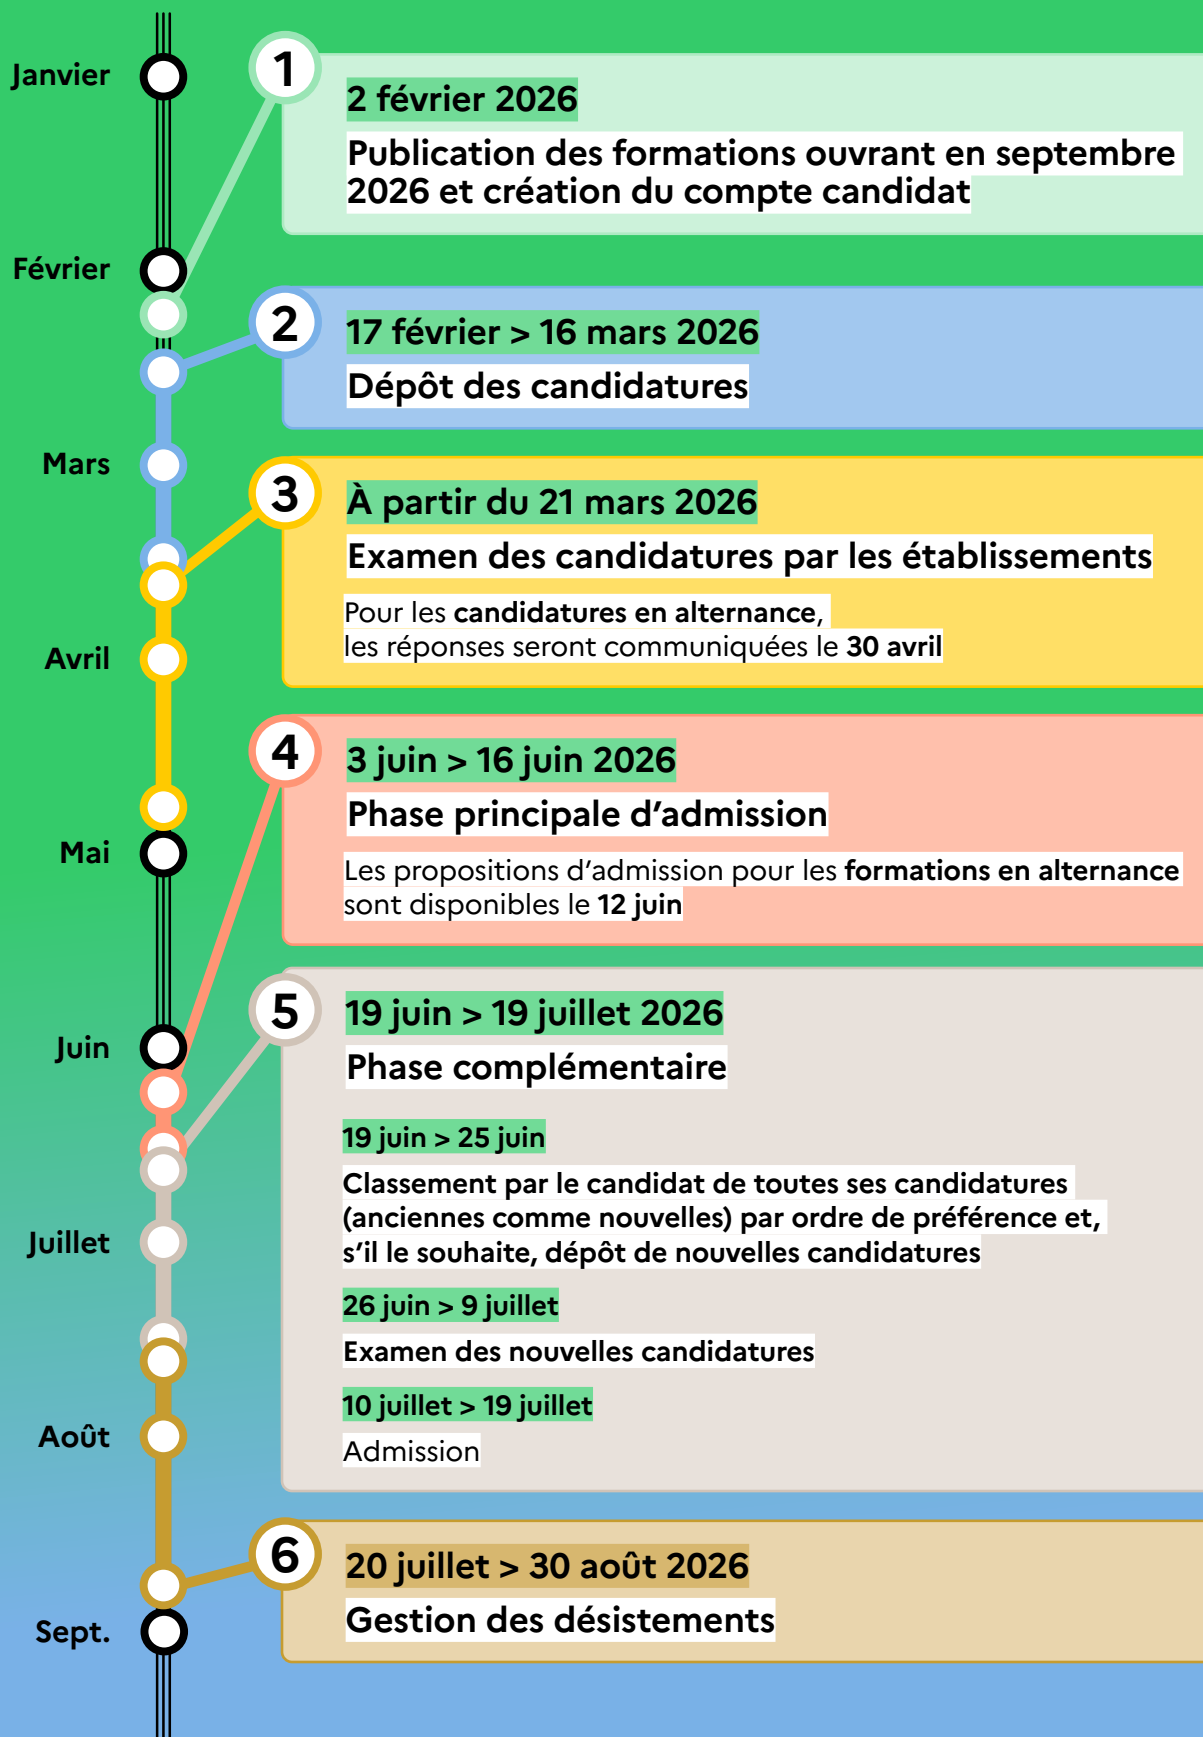 Janvier
1
2 février 2026
Publication des formations ouvrant en septembre
2026 et création du compte candidat
Février
2
17 février > 16 mars 2026
Dépôt des candidatures
Mars
3
À partir du 21 mars 2026
Examen des candidatures par les établissements
Pour les candidatures en alternance,
les réponses seront communiquées le 30 avril
Avril
4
3 juin > 16 juin 2026
Phase principale d’admission
Les propositions d’admission pour les formations en alternance
sont disponibles le 12 juin
Mai
5
19 juin > 19 juillet 2026
Phase complémentaire
Juin
19 juin > 25 juin
Classement par le candidat de toutes ses candidatures
(anciennes comme nouvelles) par ordre de préférence et,
s’il le souhaite, dépôt de nouvelles candidatures
Juillet
26 juin > 9 juillet
Examen des nouvelles candidatures
10 juillet > 19 juillet
Admission
Août
6
20 juillet > 30 août 2026
Gestion des désistements
Sept.